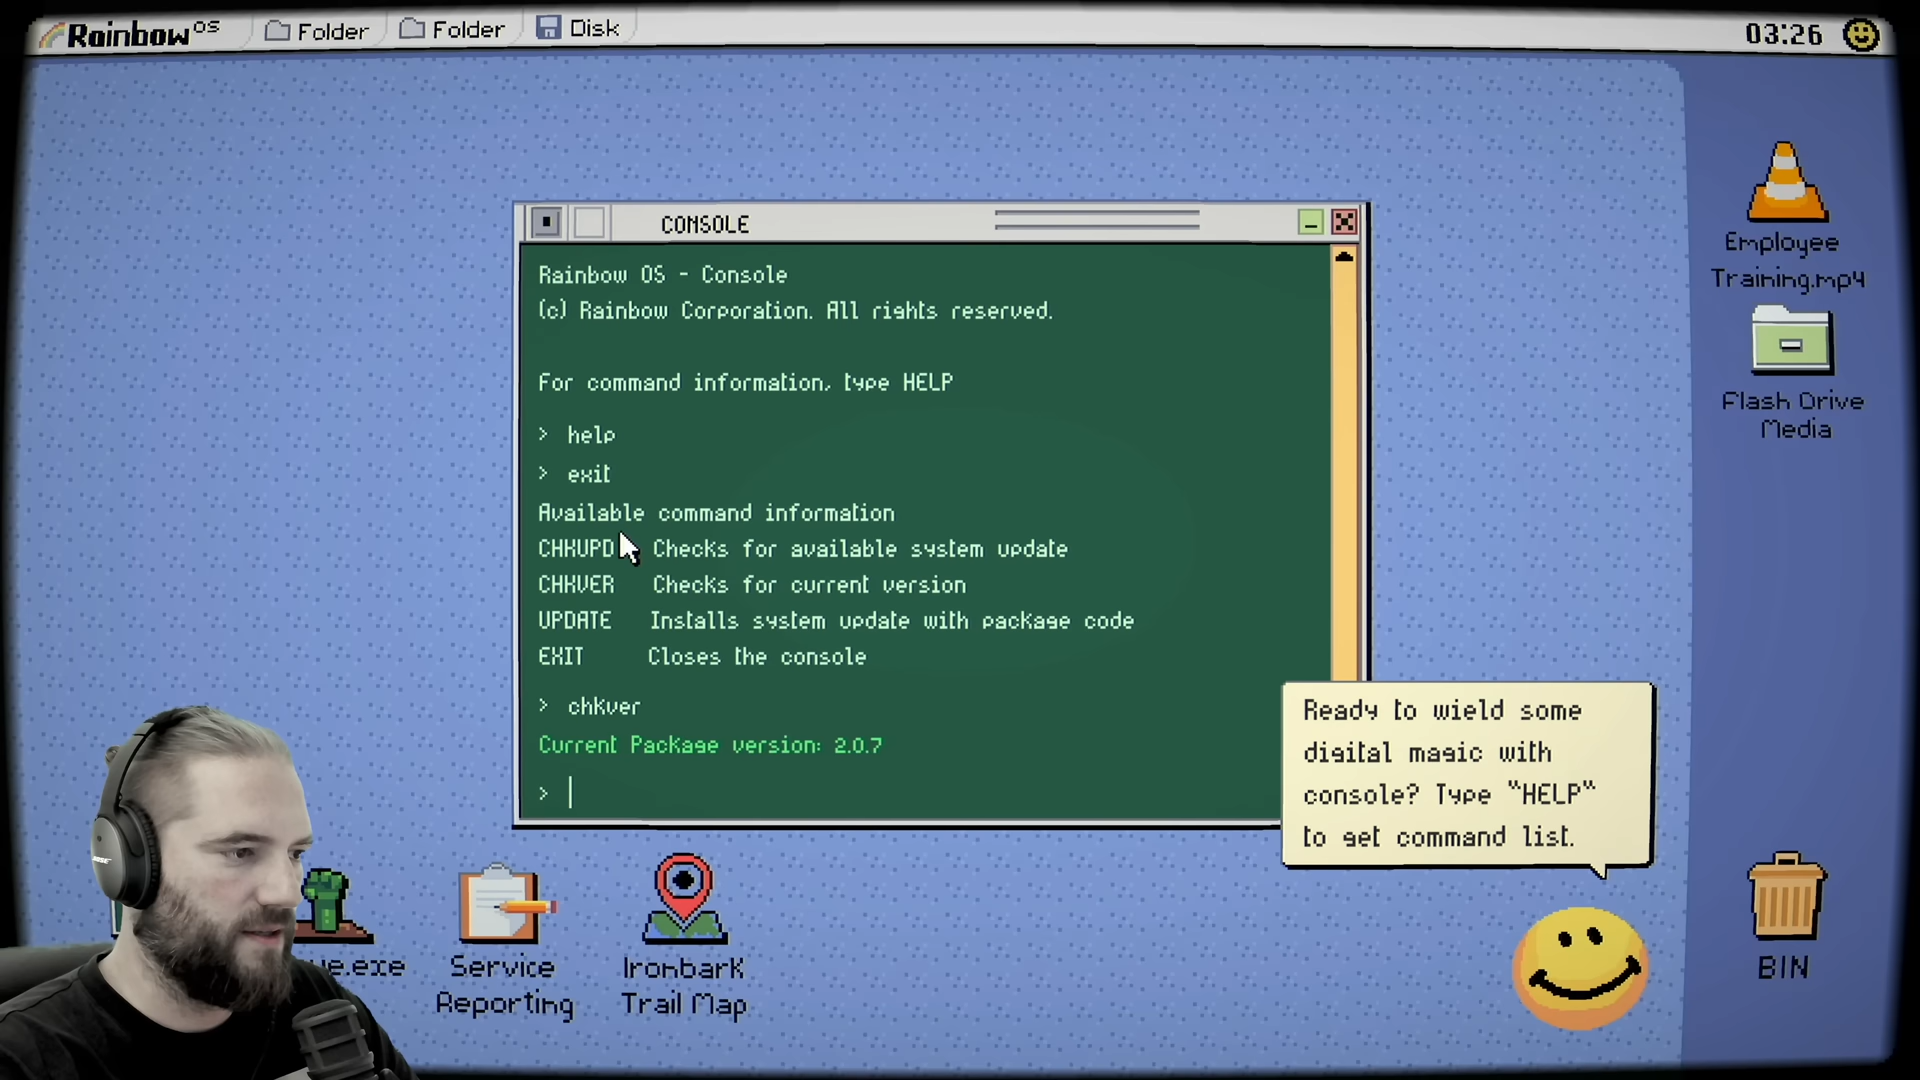 Rainbow OS
Folder
Folder
Disk
03:26
CONSOLE
Rainbow OS - Console
(c) Rainbow Corporation. All rights reserved.
For command information, type HELP
> help
> exit
Available command information
CHKUPD Checks for available system update
CHKVER Checks for current version
UPDATE Installs system update with package code
EXIT Closes the console
> chkver
Current Package version: 2.0.7
>
Ready to wield some
digital magic with
console? Type "HELP"
to get command list.
Employee
Training.mp4
Flash Drive
Media
BIN
Service
Reporting
Ironbark
Trail Map
BOSE